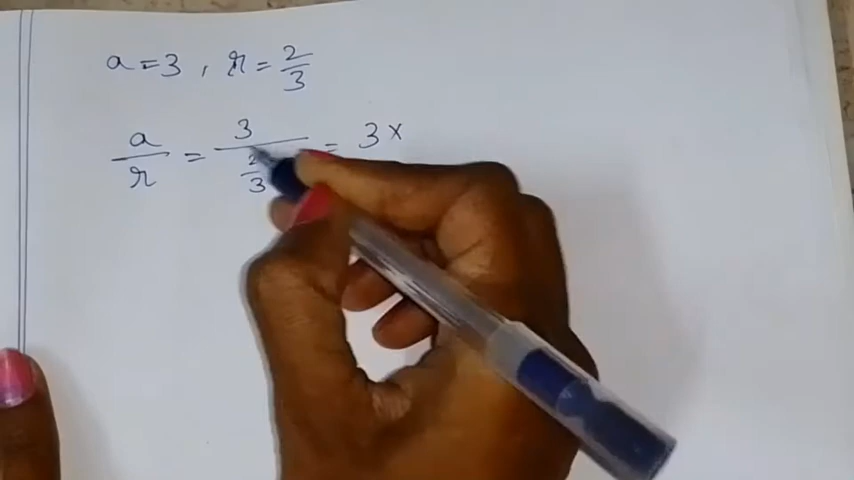 a = 3 , r = 2/3
a/r = 3/(2/3) = 3 ×